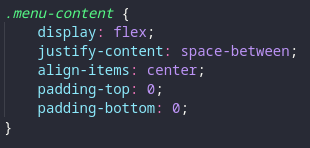 .menu-content {
    display: flex;
    justify-content: space-between;
    align-items: center;
    padding-top: 0;
    padding-bottom: 0;
}